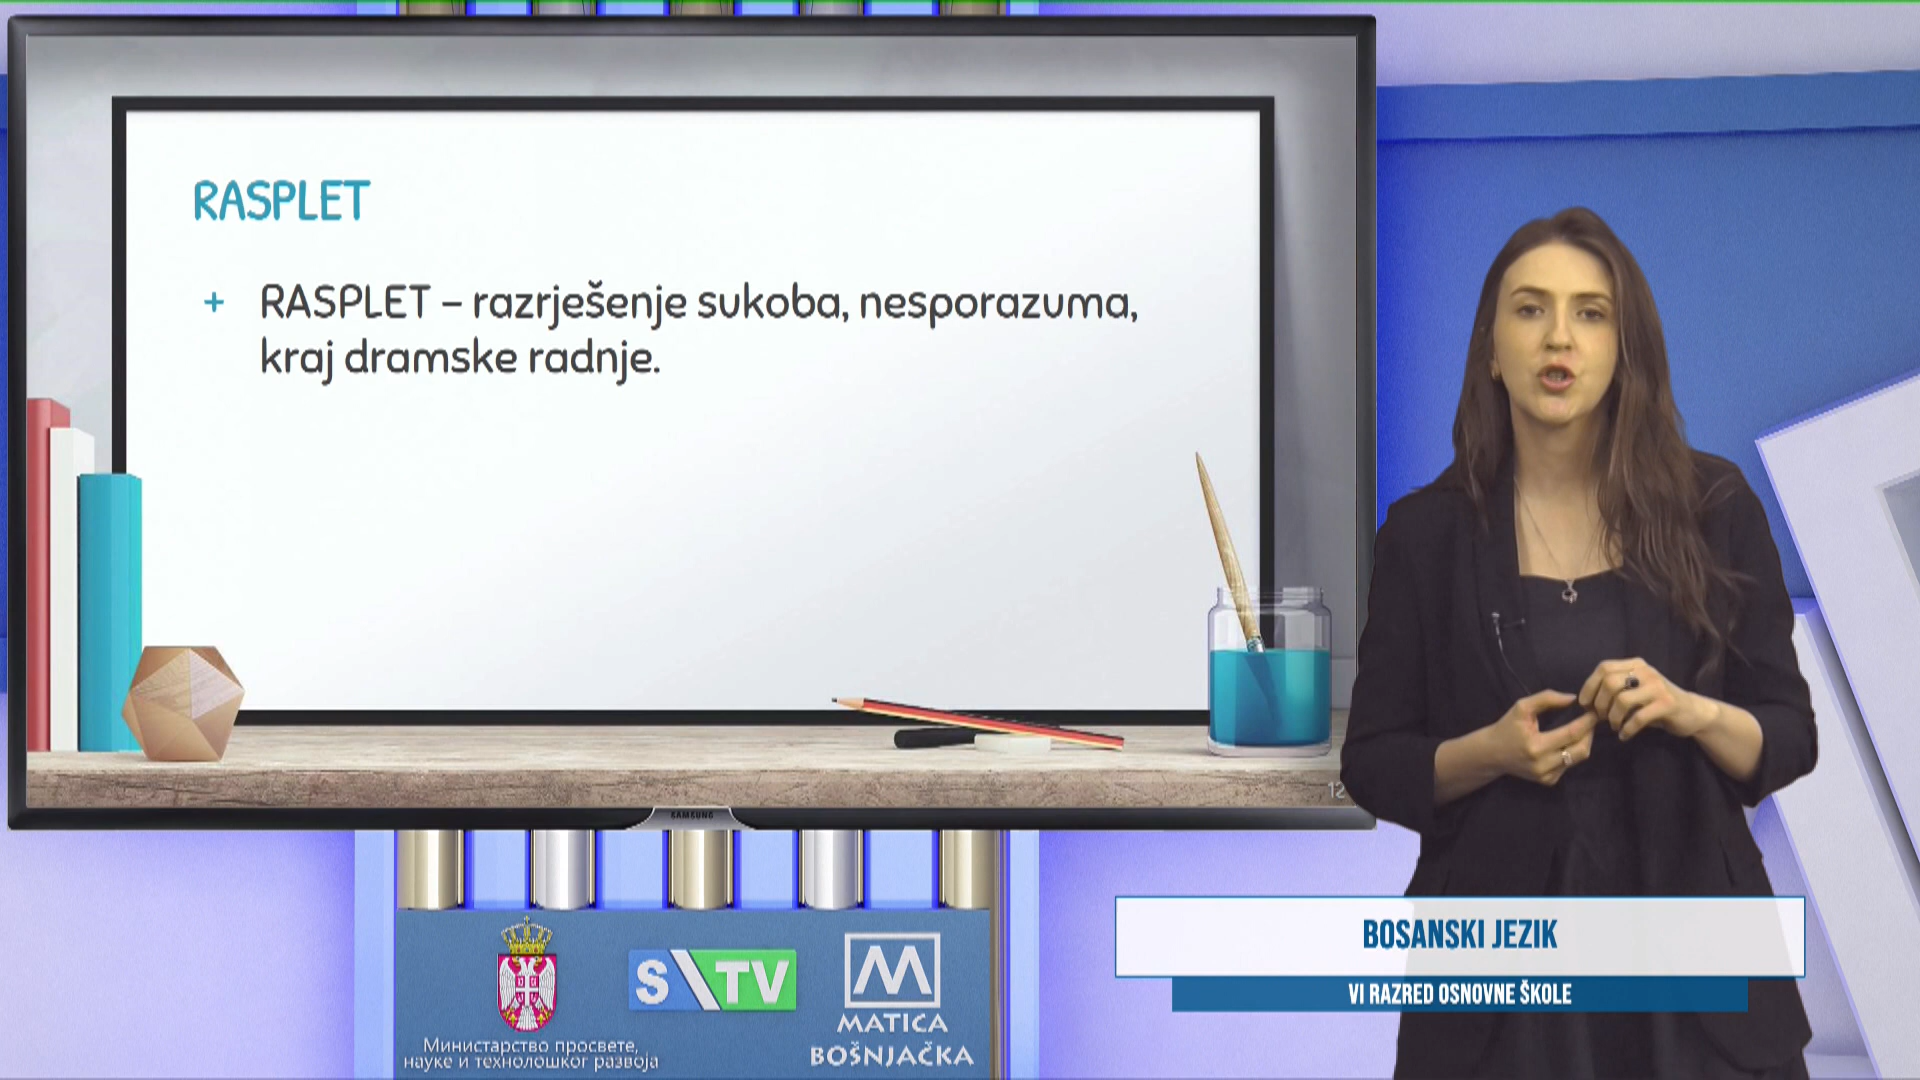 RASPLET
+ RASPLET – razrješenje sukoba, nesporazuma,
kraj dramske radnje.
12
SAMSUNG
BOSANSKI JEZIK
VI RAZRED OSNOVNE ŠKOLE
S TV
MATICA
BOŠNJAČKA
Министарство просвете,
науке и технолошког развоја